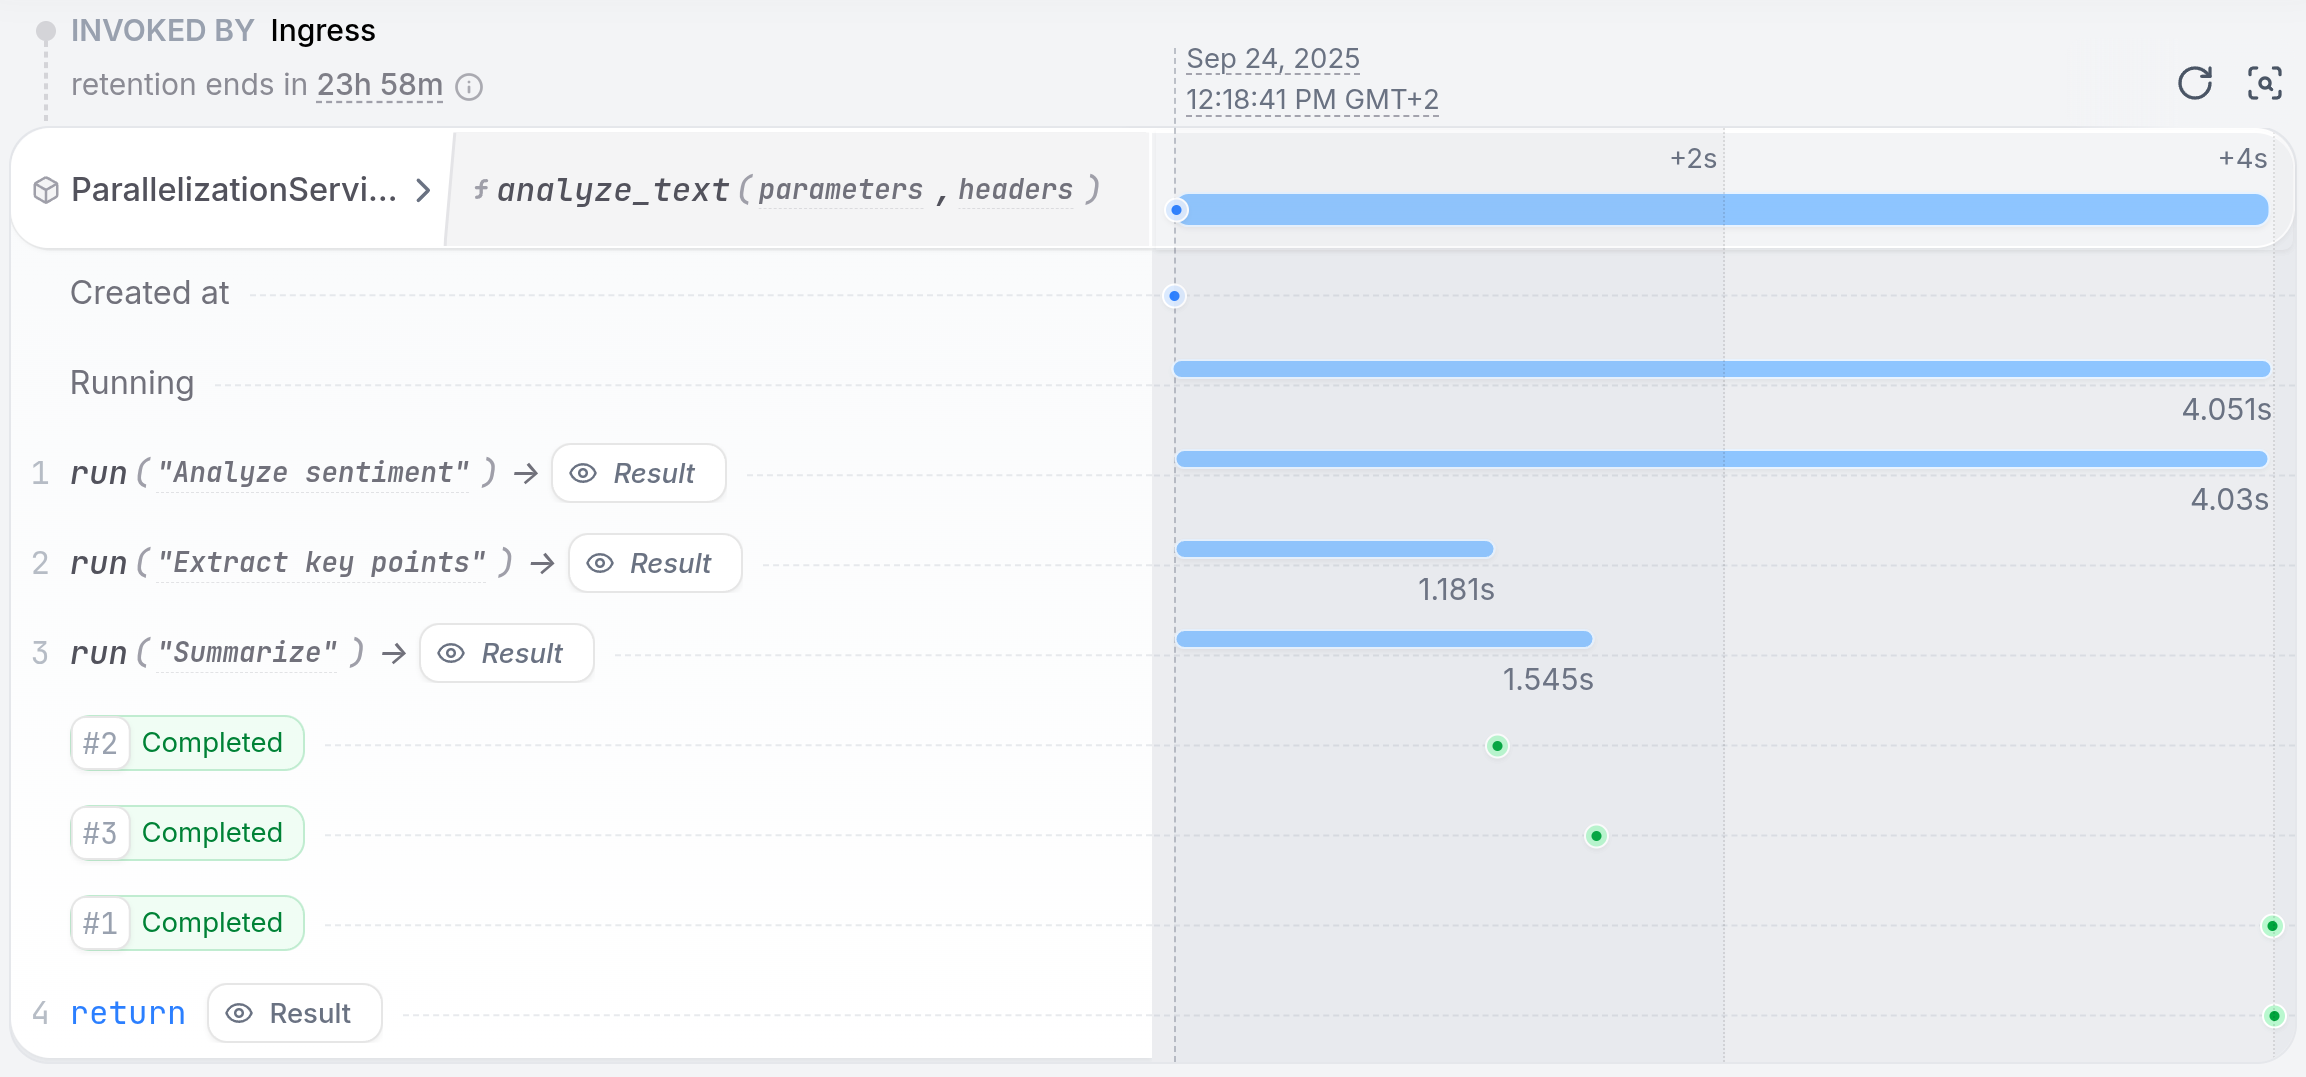 INVOKED BY Ingress
retention ends in 23h 58m
Sep 24, 2025
12:18:41 PM GMT+2
ParallelizationServi... > ƒ analyze_text(parameters, headers)
+2s
+4s
Created at
Running
4.051s
1 run("Analyze sentiment") → Result
4.03s
2 run("Extract key points") → Result
1.181s
3 run("Summarize") → Result
1.545s
#2 Completed
#3 Completed
#1 Completed
4 return Result